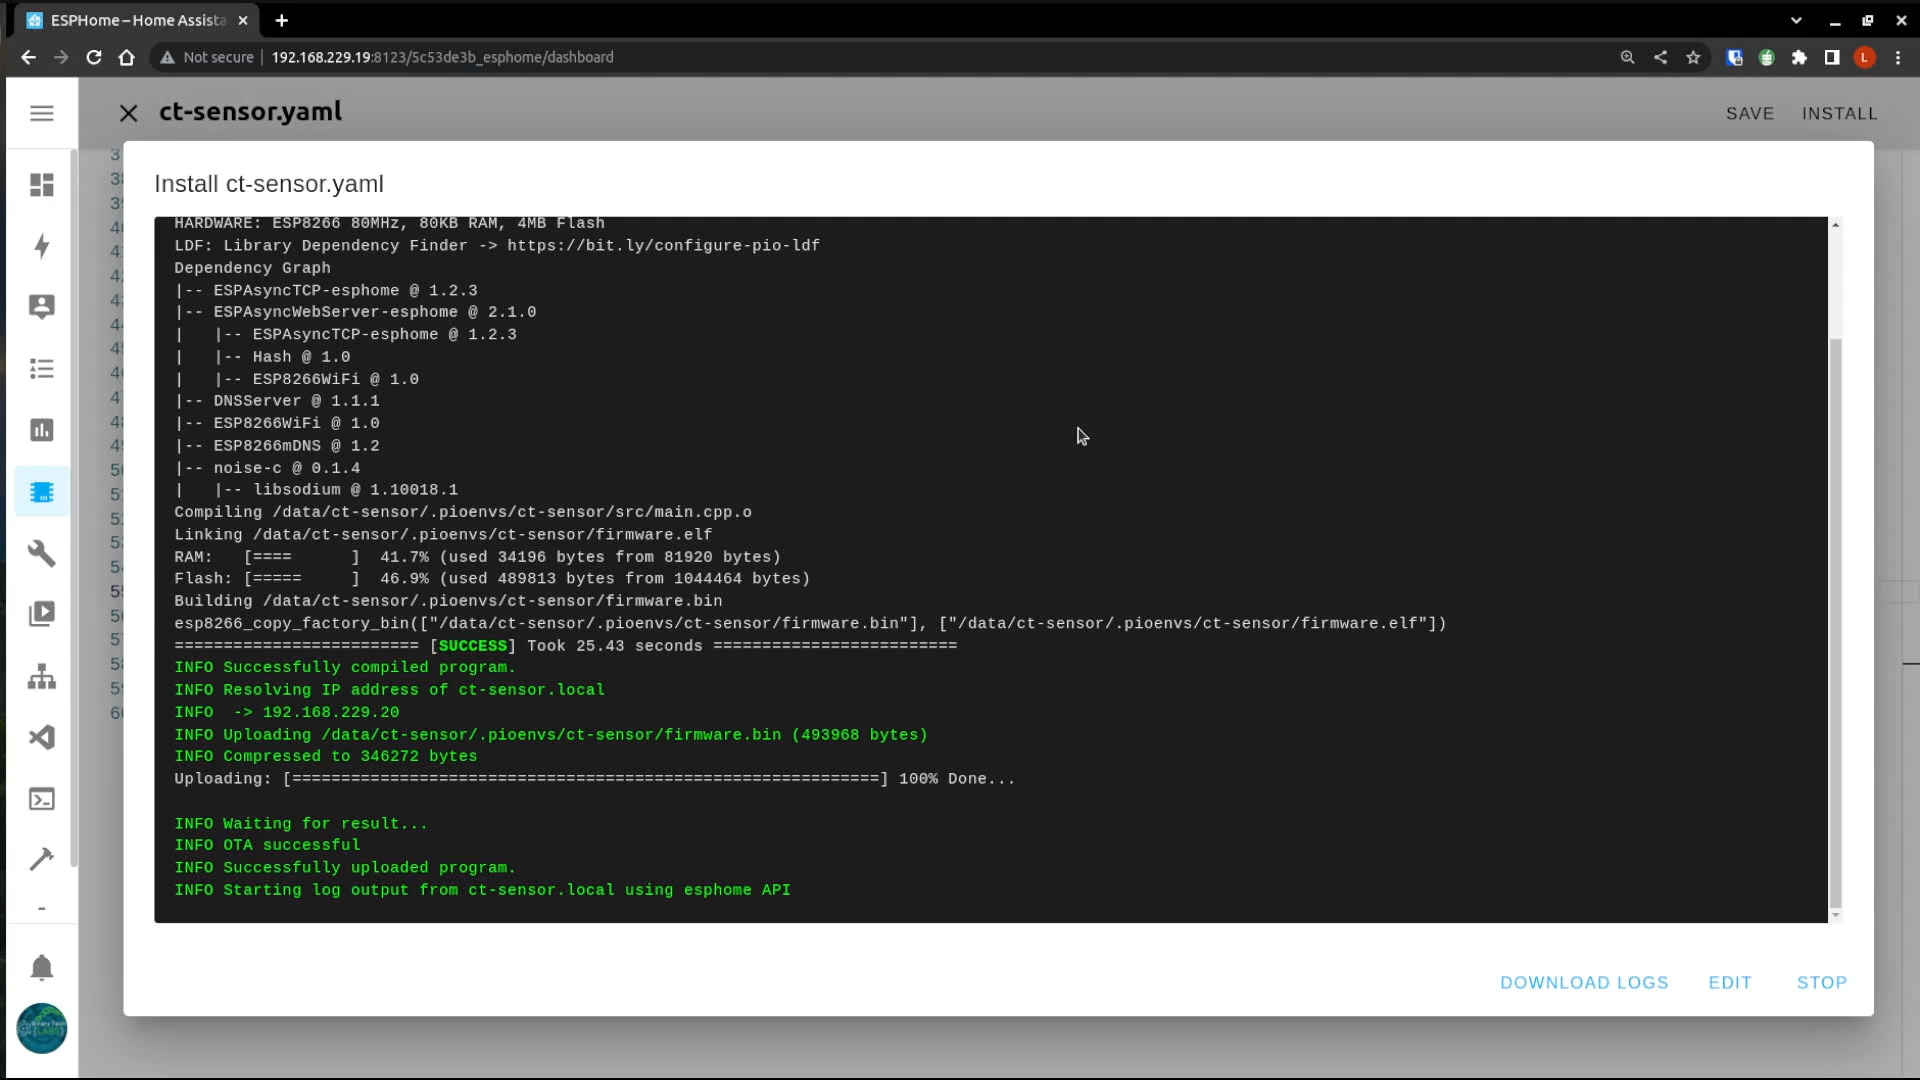 ESPHome – Home Assista
Not secure
192.168.229.19:8123/5c53de3b_esphome/dashboard
L
ct-sensor.yaml
SAVE
INSTALL
Install ct-sensor.yaml
HARDWARE: ESP8266 80MHz, 80KB RAM, 4MB Flash
LDF: Library Dependency Finder -> https://bit.ly/configure-pio-ldf
Dependency Graph
|-- ESPAsyncTCP-esphome @ 1.2.3
|-- ESPAsyncWebServer-esphome @ 2.1.0
|   |-- ESPAsyncTCP-esphome @ 1.2.3
|   |-- Hash @ 1.0
|   |-- ESP8266WiFi @ 1.0
|-- DNSServer @ 1.1.1
|-- ESP8266WiFi @ 1.0
|-- ESP8266mDNS @ 1.2
|-- noise-c @ 0.1.4
|   |-- libsodium @ 1.10018.1
Compiling /data/ct-sensor/.pioenvs/ct-sensor/src/main.cpp.o
Linking /data/ct-sensor/.pioenvs/ct-sensor/firmware.elf
RAM:   [====      ]  41.7% (used 34196 bytes from 81920 bytes)
Flash: [=====     ]  46.9% (used 489813 bytes from 1044464 bytes)
Building /data/ct-sensor/.pioenvs/ct-sensor/firmware.bin
esp8266_copy_factory_bin(["/data/ct-sensor/.pioenvs/ct-sensor/firmware.bin"], ["/data/ct-sensor/.pioenvs/ct-sensor/firmware.elf"])
========================= [SUCCESS] Took 25.43 seconds =========================
INFO Successfully compiled program.
INFO Resolving IP address of ct-sensor.local
INFO  -> 192.168.229.20
INFO Uploading /data/ct-sensor/.pioenvs/ct-sensor/firmware.bin (493968 bytes)
INFO Compressed to 346272 bytes
Uploading: [============================================================] 100% Done...
INFO Waiting for result...
INFO OTA successful
INFO Successfully uploaded program.
INFO Starting log output from ct-sensor.local using esphome API
DOWNLOAD LOGS
EDIT
STOP